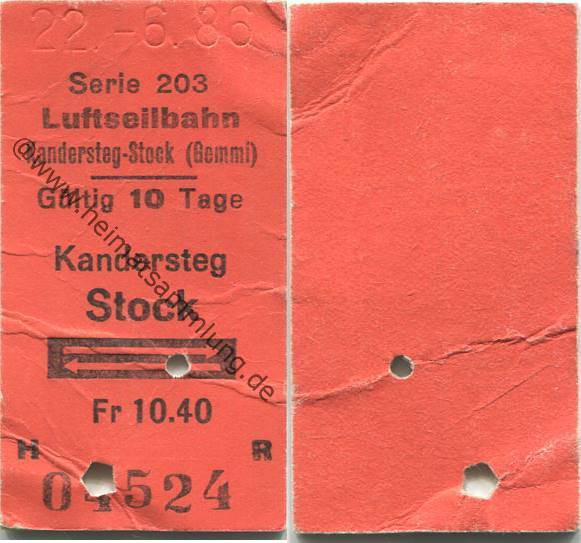 22.-6.86
Serie 203
Luftseilbahn
Kandersteg-Stock (Gemmi)
Gültig 10 Tage
Kandersteg
Stock
Fr 10.40
H R
04524
@www.heimatsammlung.de